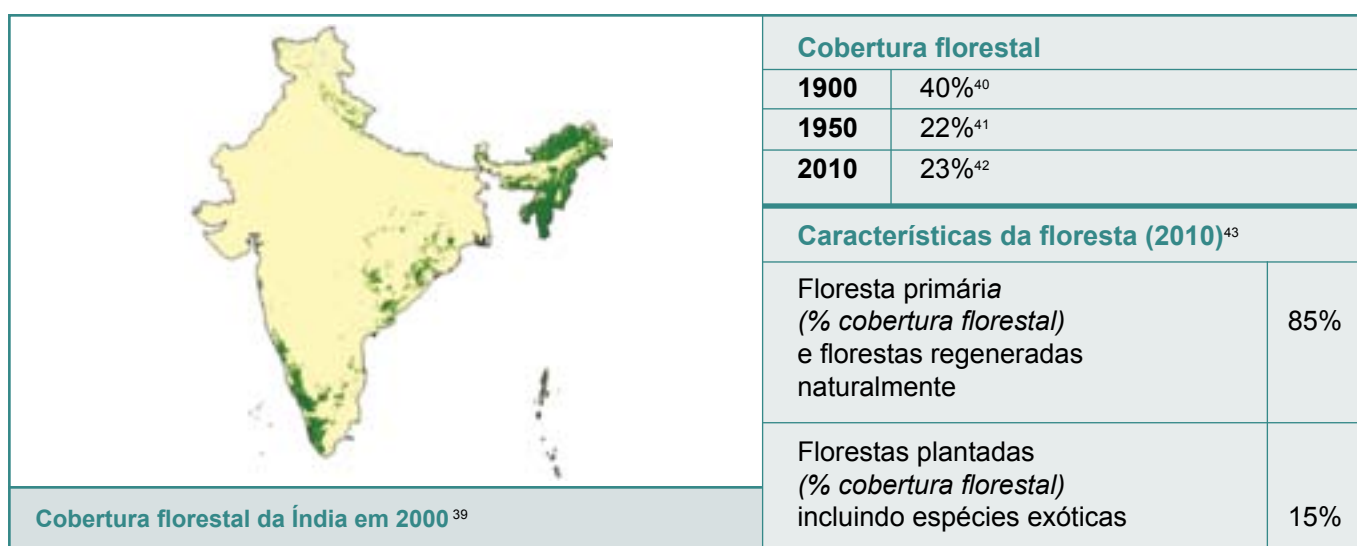 Cobertura florestal
1900 40%⁴⁰
1950 22%⁴¹
2010 23%⁴²
Características da floresta (2010)⁴³
Floresta primária
(% cobertura florestal)
e florestas regeneradas
naturalmente
85%
Florestas plantadas
(% cobertura florestal)
incluindo espécies exóticas 15%
Cobertura florestal da Índia em 2000 ³⁹